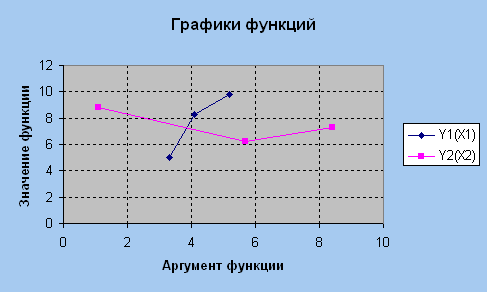 Графики функций
Значение функции
12
10
8
6
4
2
0
0 2 4 6 8 10
Аргумент функции
Y1(X1)
Y2(X2)